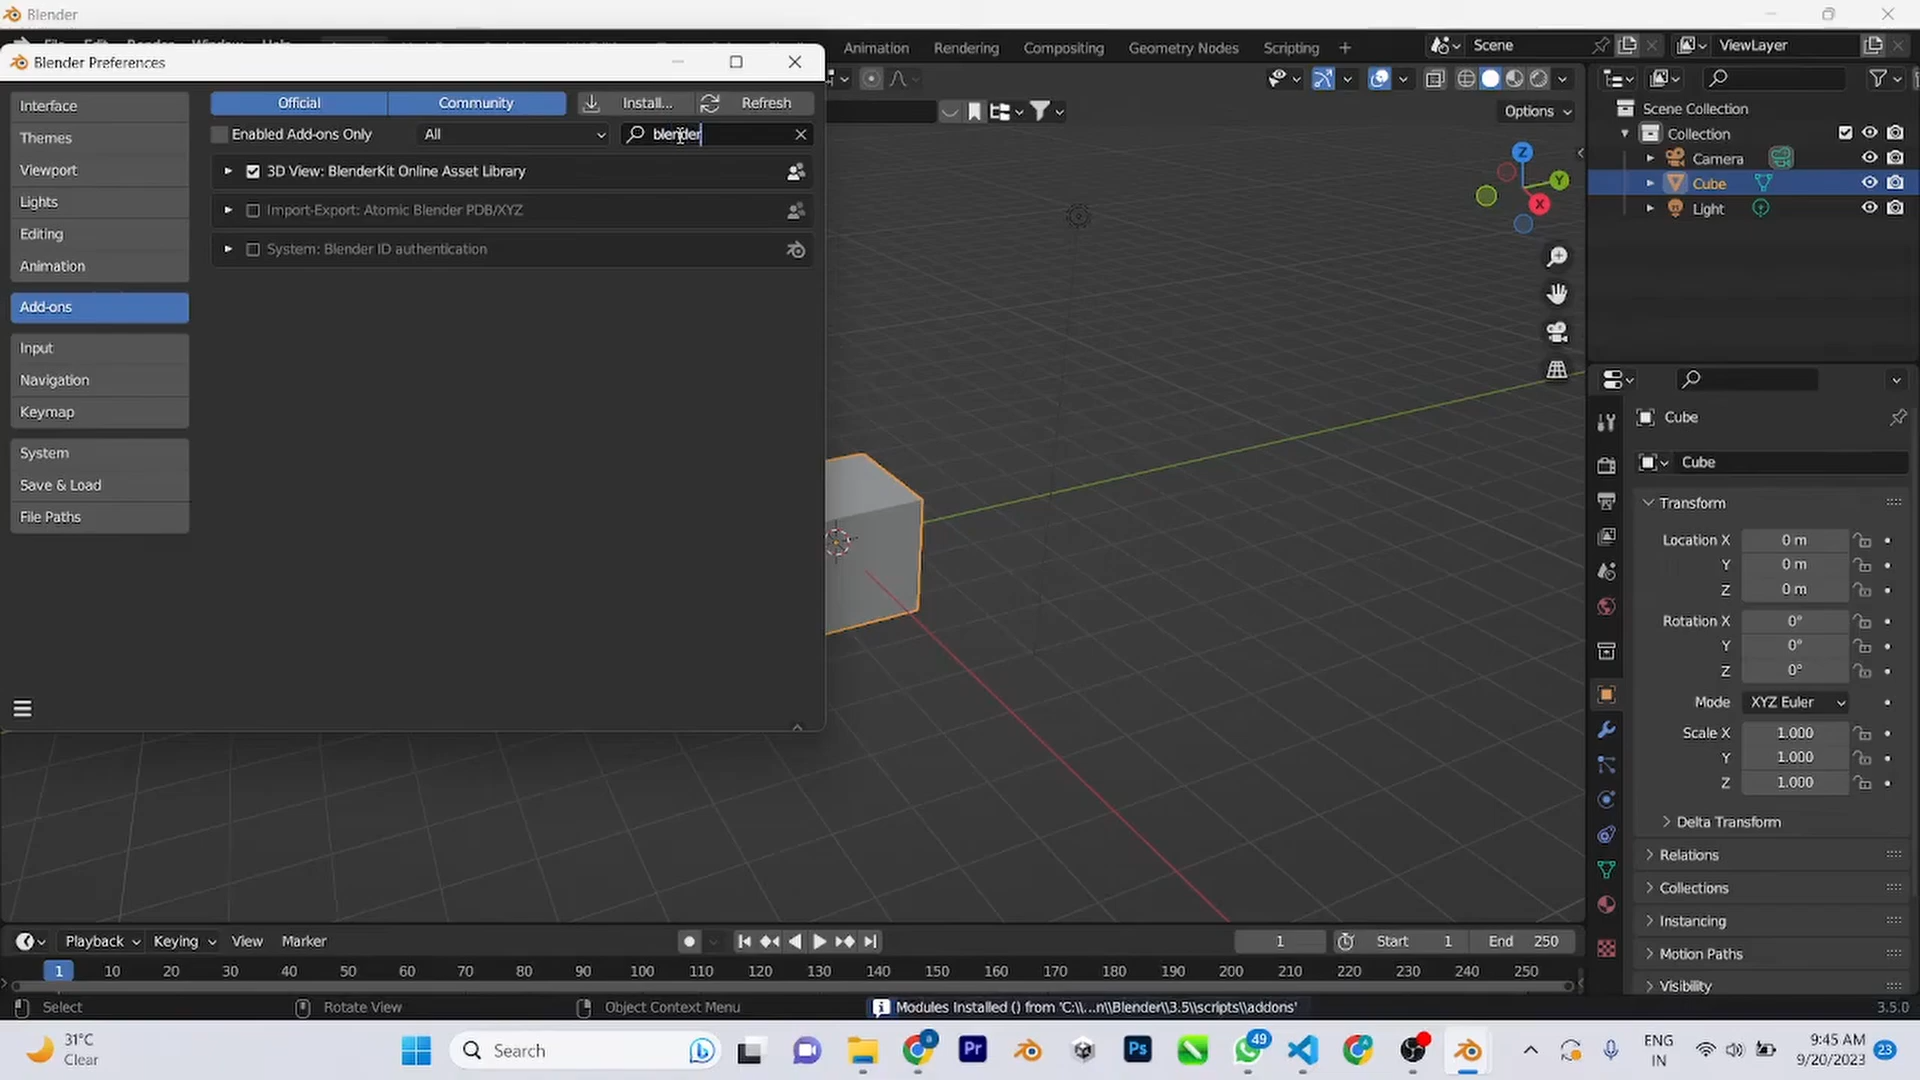 Blender
Animation Rendering Compositing Geometry Nodes Scripting + Scene ViewLayer
Blender Preferences
Interface
Themes
Viewport
Lights
Editing
Animation
Add-ons
Input
Navigation
Keymap
System
Save & Load
File Paths
Official Community Install... Refresh
Enabled Add-ons Only All blender
3D View: BlenderKit Online Asset Library
Import-Export: Atomic Blender PDB/XYZ
System: Blender ID authentication
Options
Z
Y
X
Scene Collection
Collection
Camera
Cube
Light
Cube
Cube
Transform
Location X 0 m
Y 0 m
Z 0 m
Rotation X 0°
Y 0°
Z 0°
Mode XYZ Euler
Scale X 1.000
Y 1.000
Z 1.000
Delta Transform
Relations
Collections
Instancing
Motion Paths
Visibility
Playback Keying View Marker 1 Start 1 End 250
1 10 20 30 40 50 60 70 80 90 100 110 120 130 140 150 160 170 180 190 200 210 220 230 240 250
Select Rotate View Object Context Menu Modules Installed () from 'C:\\...n\\Blender\\3.5\\scripts\\addons' 3.5.0
31°C
Clear
Search
Pr
Ps
49
ENG
IN
9:45 AM
9/20/2023
23